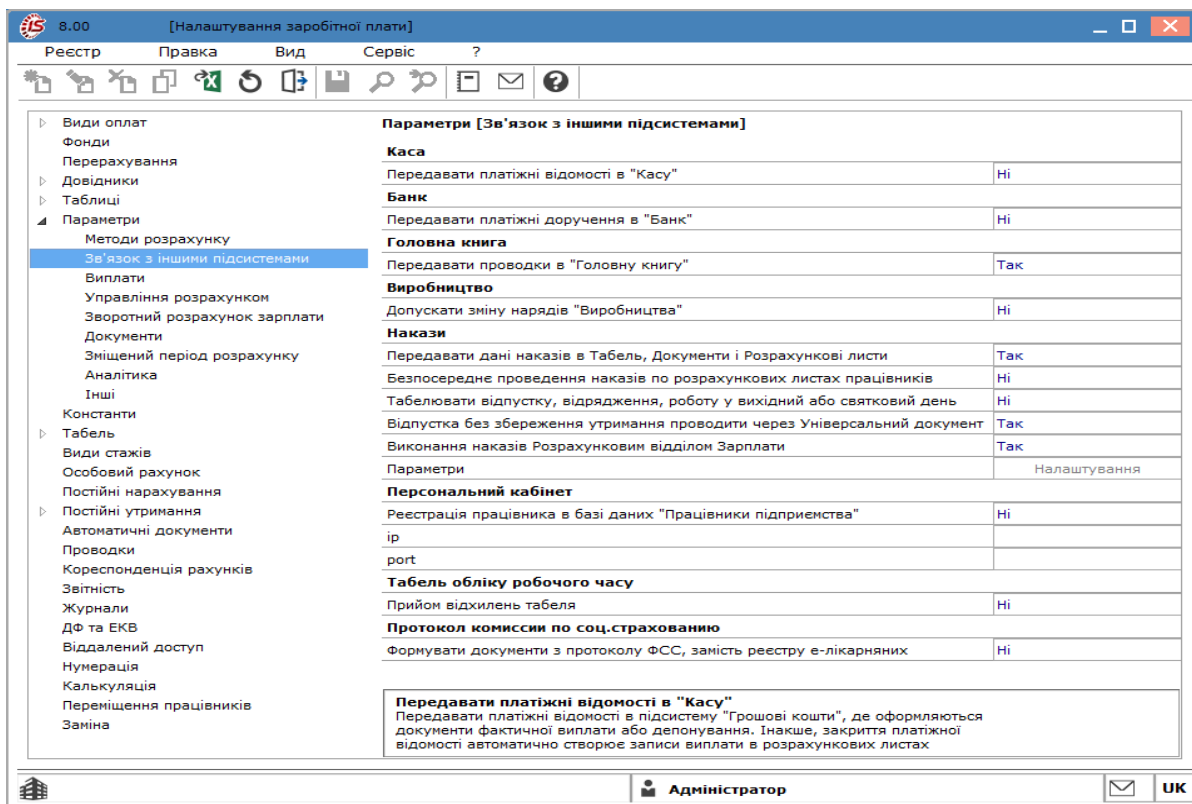 IS 8.00 [Налаштування заробітної плати]
Реєстр Правка Вид Сервіс ?
Види оплат
Фонди
Перерахування
Довідники
Таблиці
Параметри
Методи розрахунку
Зв'язок з іншими підсистемами
Виплати
Управління розрахунком
Зворотний розрахунок зарплати
Документи
Зміщений період розрахунку
Аналітика
Інші
Константи
Табель
Види стажів
Особовий рахунок
Постійні нарахування
Постійні утримання
Автоматичні документи
Проводки
Кореспонденція рахунків
Звітність
Журнали
ДФ та ЕКВ
Віддалений доступ
Нумерація
Калькуляція
Переміщення працівників
Заміна
Параметри [Зв'язок з іншими підсистемами]
Каса
Передавати платіжні відомості в "Касу" Ні
Банк
Передавати платіжні доручення в "Банк" Ні
Головна книга
Передавати проводки в "Головну книгу" Так
Виробництво
Допускати зміну нарядів "Виробництва" Ні
Накази
Передавати дані наказів в Табель, Документи і Розрахункові листи Так
Безпосереднє проведення наказів по розрахункових листах працівників Ні
Табелювати відпустку, відрядження, роботу у вихідний або святковий день Ні
Відпустка без збереження утримання проводити через Універсальний документ Так
Виконання наказів Розрахунковим відділом Зарплати Так
Параметри Налаштування
Персональний кабінет
Реєстрація працівника в базі даних "Працівники підприємства" Ні
ip
port
Табель обліку робочого часу
Прийом відхилень табеля Ні
Протокол комиссии по соц.страхованию
Формувати документи з протоколу ФСС, замість реєстру е-лікарняних Ні
Передавати платіжні відомості в "Касу"
Передавати платіжні відомості в підсистему "Грошові кошти", де оформляються
документи фактичної виплати або депонування. Інакше, закриття платіжної
відомості автоматично створює записи виплати в розрахункових листах
Адміністратор UK